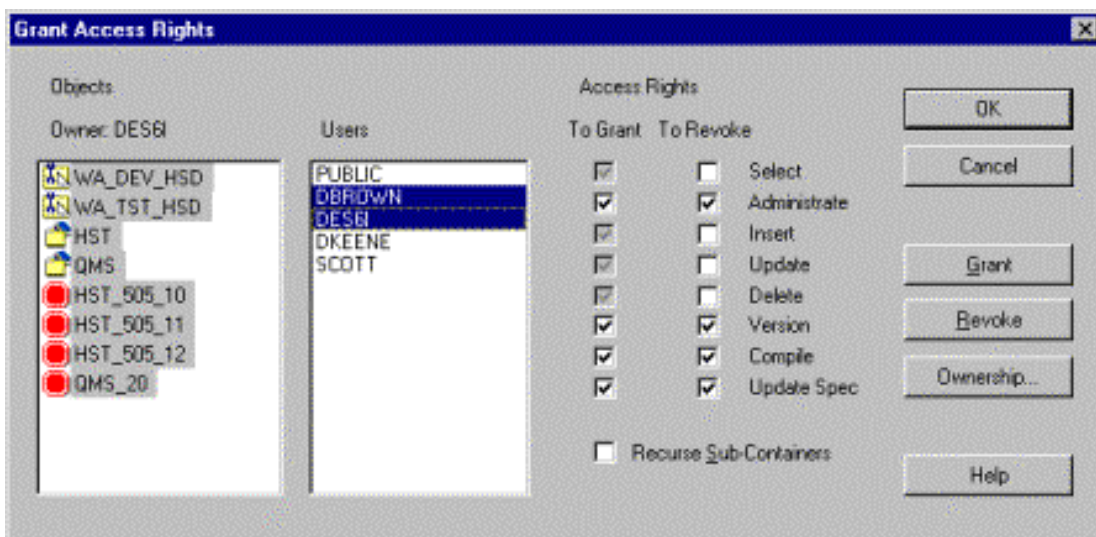 Grant Access Rights
Objects
Owner: DES6I
WA_DEV_HSD
WA_TST_HSD
HST
QMS
HST_505_10
HST_505_11
HST_505_12
QMS_20
Users
PUBLIC
DBROWN
DES6I
DKEENE
SCOTT
Access Rights
To Grant To Revoke
Select
Administrate
Insert
Update
Delete
Version
Compile
Update Spec
Recurse Sub-Containers
OK
Cancel
Grant
Revoke
Ownership...
Help